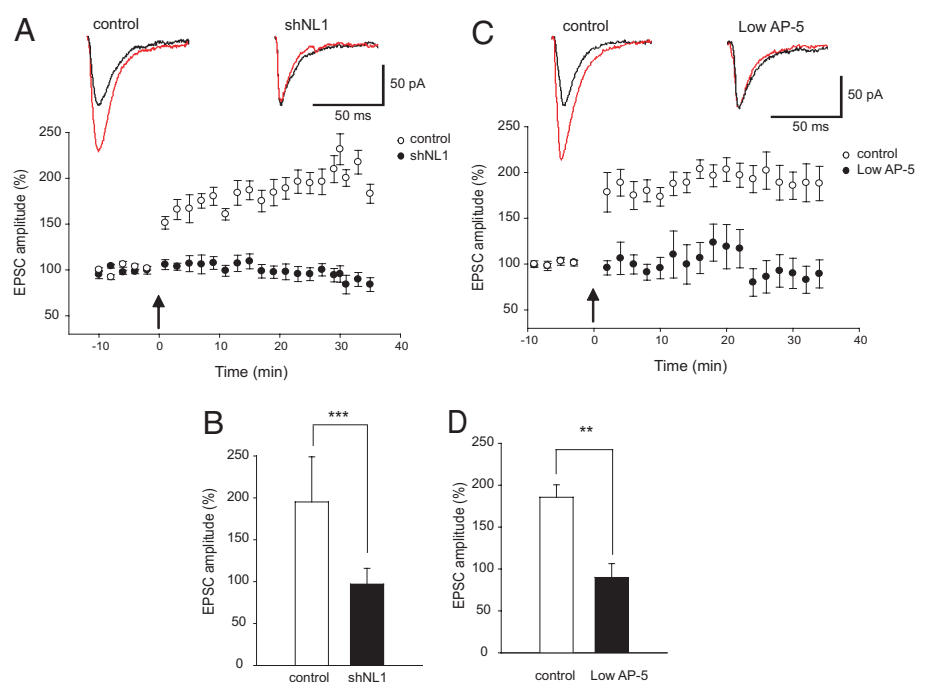 A
control
shNL1
50 pA
50 ms
250
200
150
100
50
EPSC amplitude (%)
control
shNL1
-10
0
10
20
30
40
Time (min)
C
control
Low AP-5
50 pA
50 ms
250
200
150
100
50
EPSC amplitude (%)
control
Low AP-5
-10
0
10
20
30
40
Time (min)
B
***
250
200
150
100
50
0
EPSC amplitude (%)
control
shNL1
D
**
250
200
150
100
50
0
EPSC amplitude (%)
control
Low AP-5